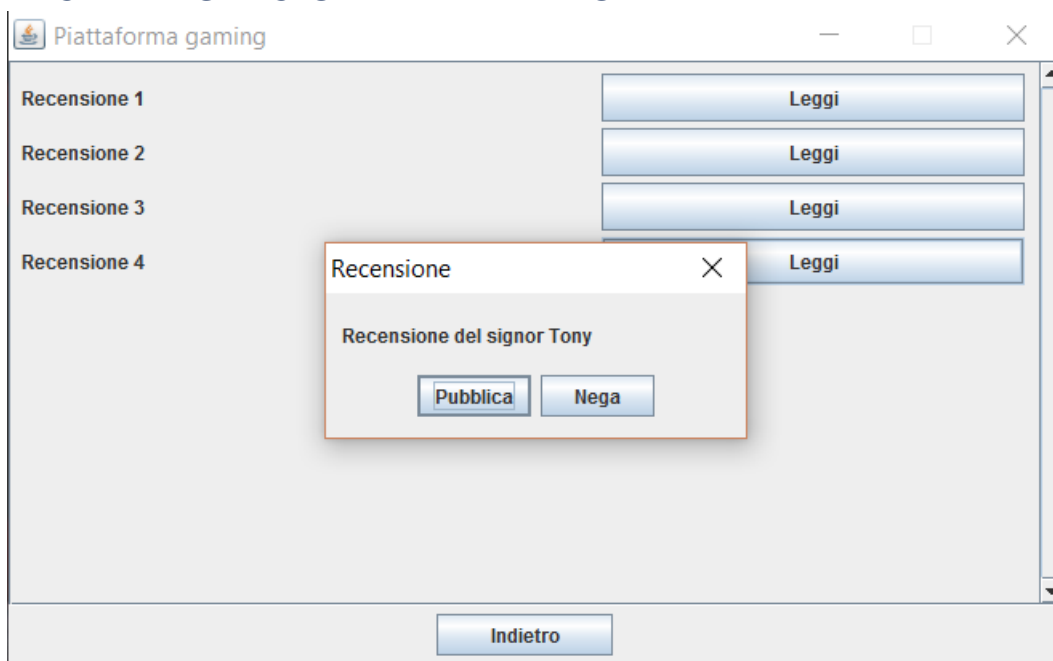 Piattaforma gaming
Recensione 1 Leggi
Recensione 2 Leggi
Recensione 3 Leggi
Recensione 4 Leggi
Recensione
Recensione del signor Tony
Pubblica Nega
Indietro